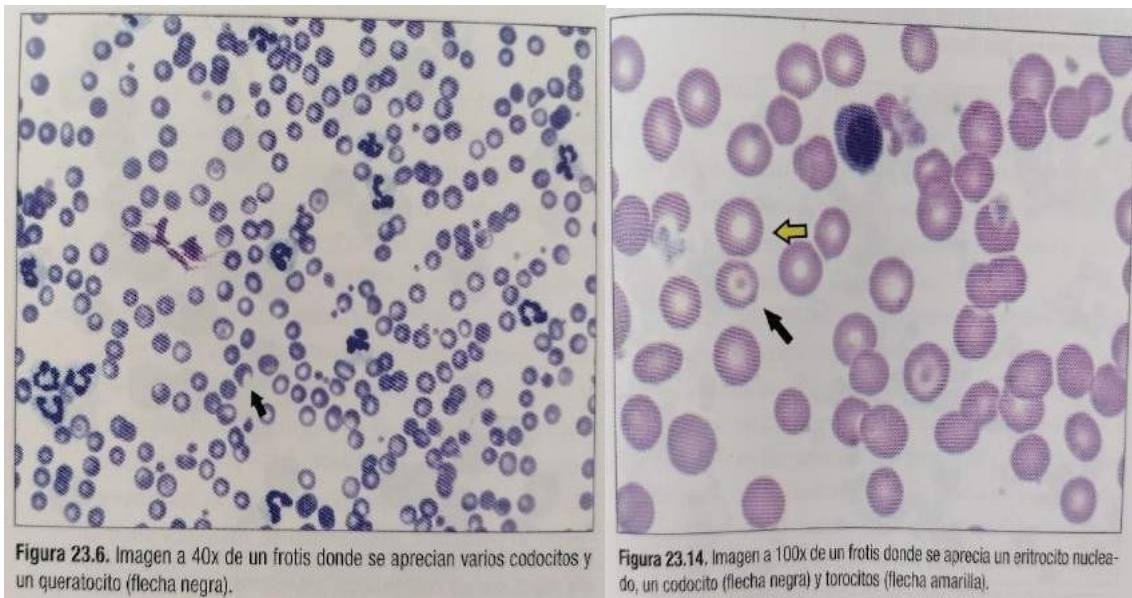 Figura 23.6. Imagen a 40x de un frotis donde se aprecian varios codocitos y
un queratocito (flecha negra).
Figura 23.14. Imagen a 100x de un frotis donde se aprecia un eritrocito nuclea-
do, un codocito (flecha negra) y torocitos (flecha amarilla).